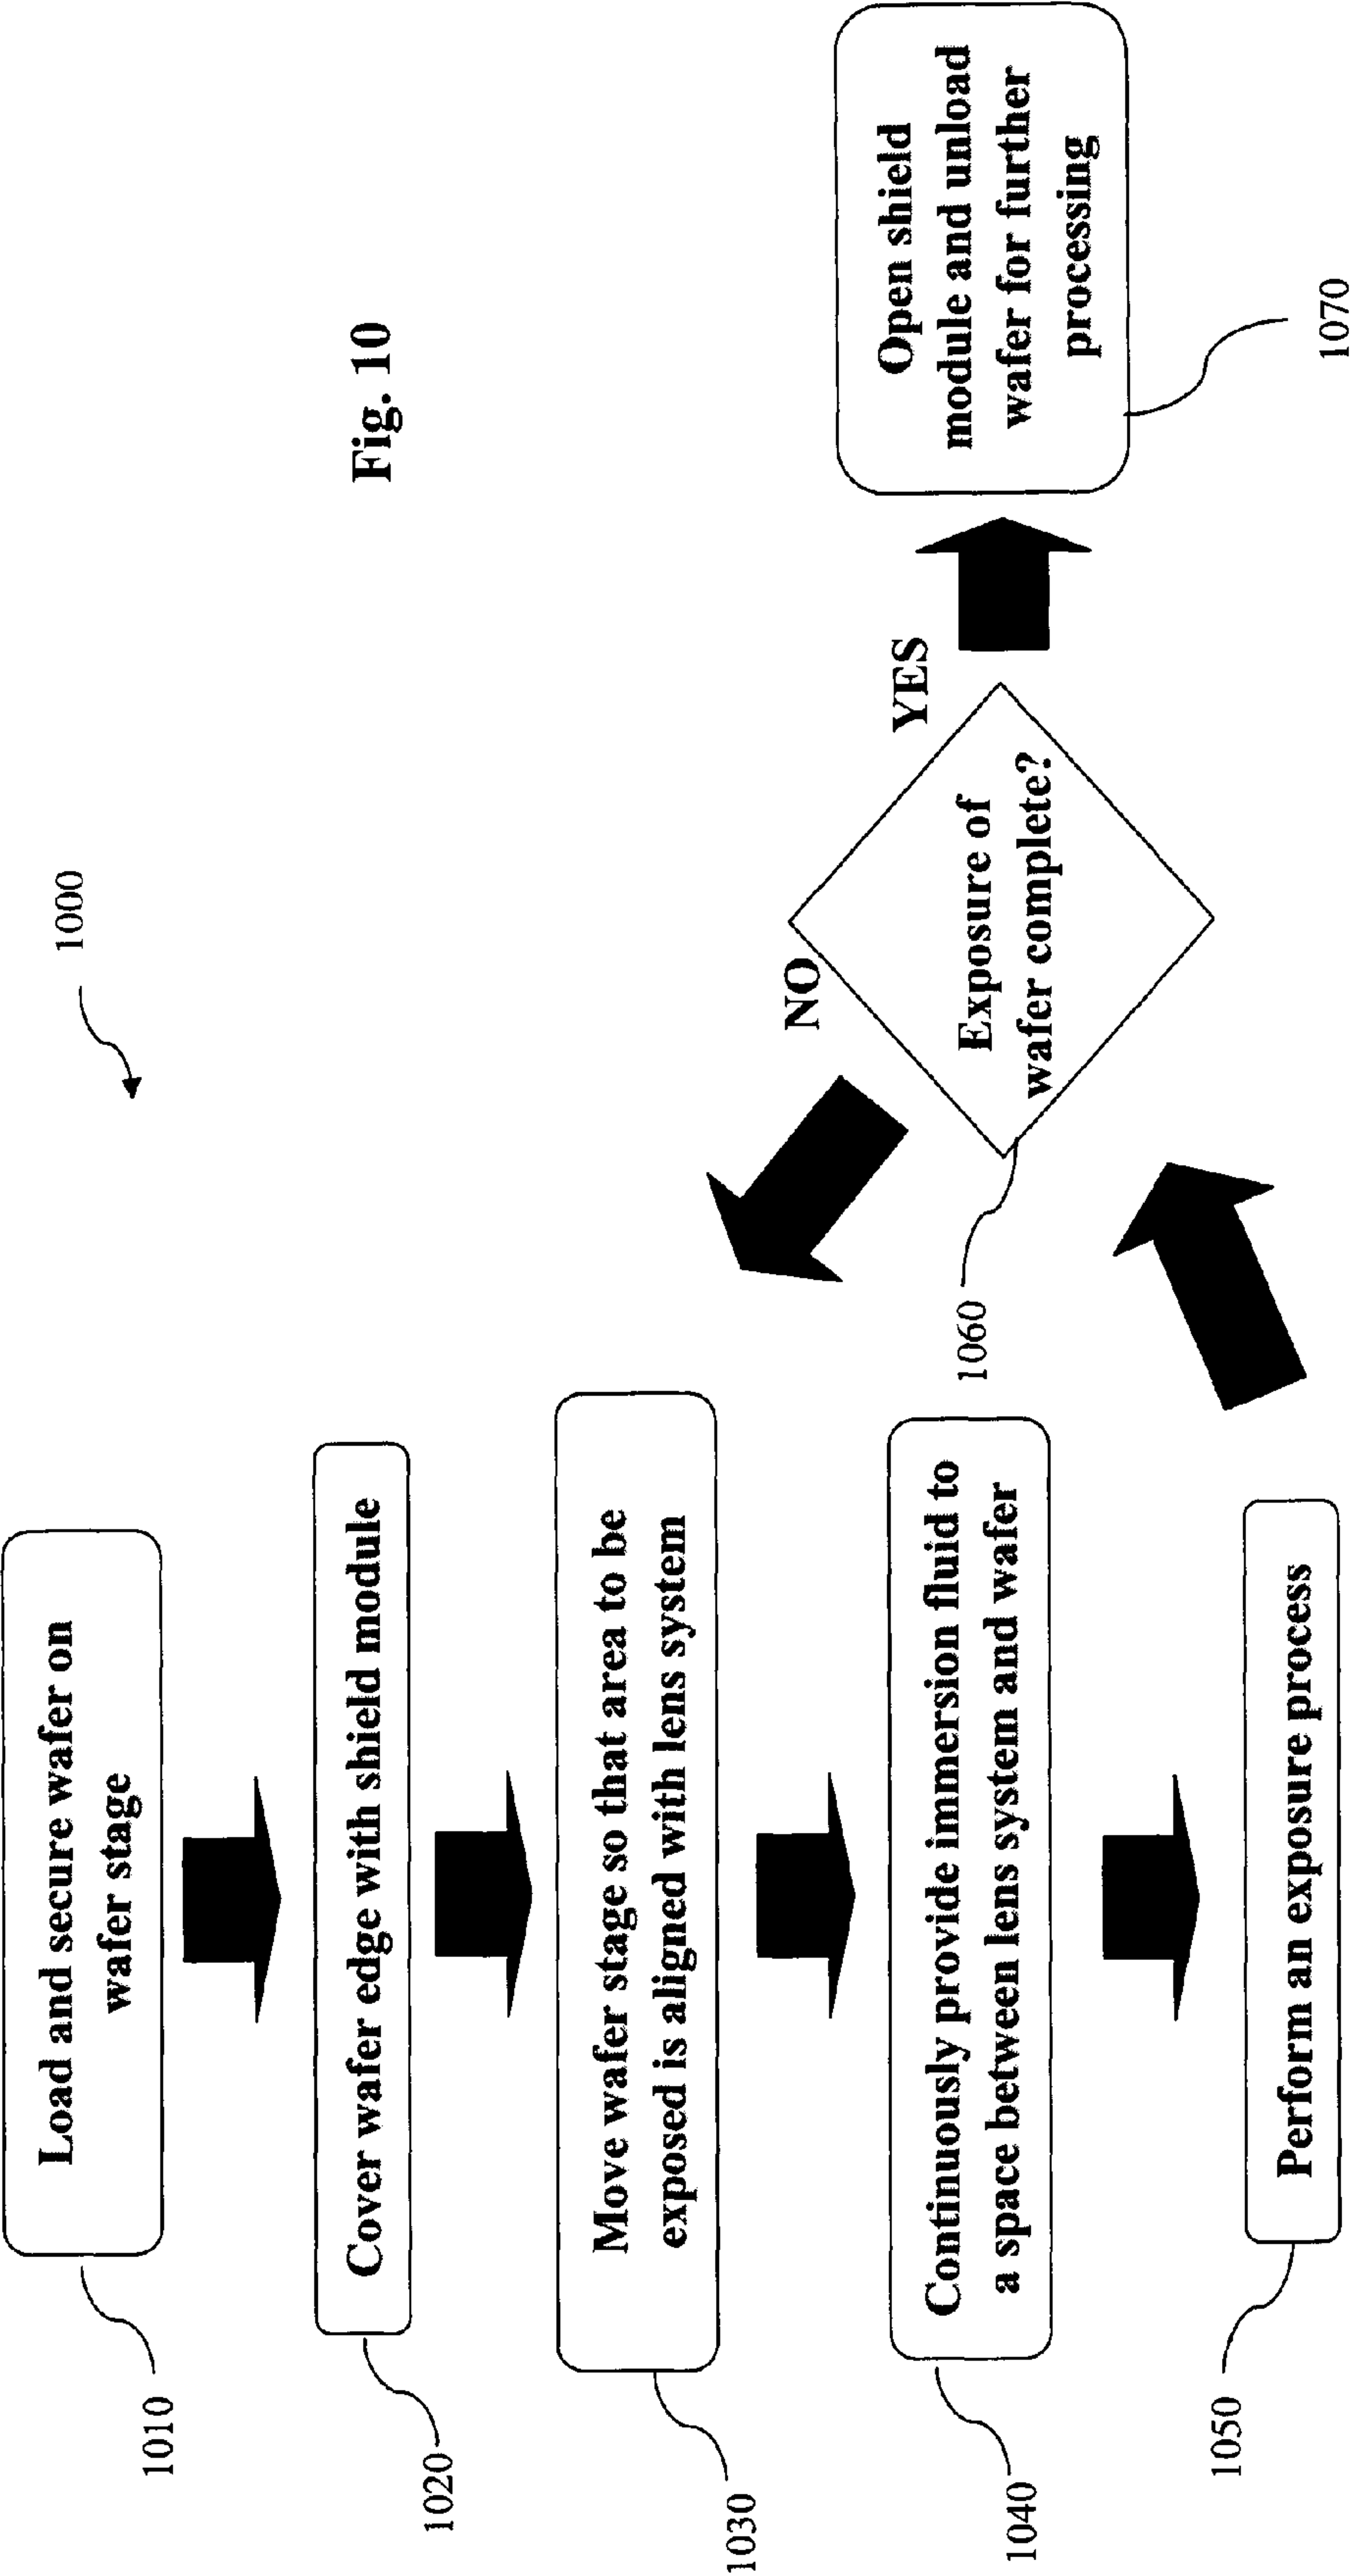 1000
Fig. 10
1010
Load and secure wafer on
wafer stage
1020
Cover wafer edge with shield module
1030
Move wafer stage so that area to be
exposed is aligned with lens system
1040
Continuously provide immersion fluid to
a space between lens system and wafer
1050
Perform an exposure process
1060
Exposure of
wafer complete?
NO
YES
Open shield
module and unload
wafer for further
processing
1070